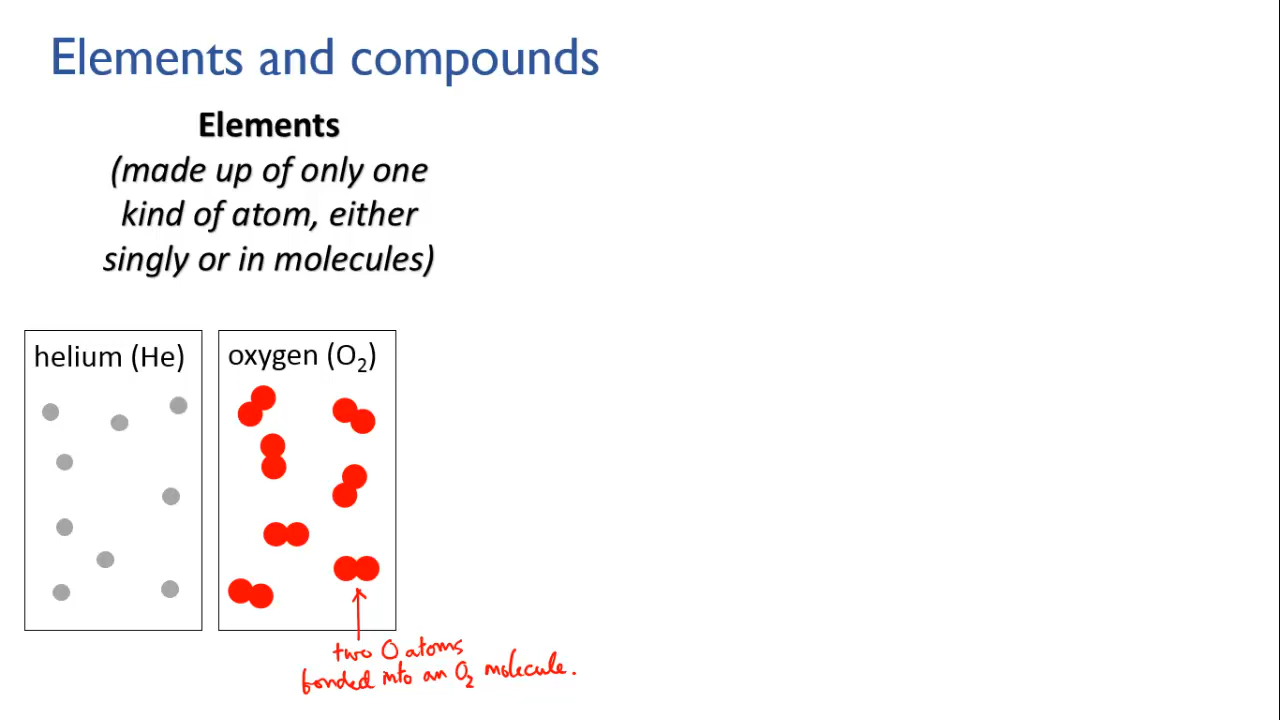 Elements and compounds
Elements
(made up of only one
kind of atom, either
singly or in molecules)
helium (He)
oxygen (O₂)
two O atoms
bonded into an O₂ molecule.